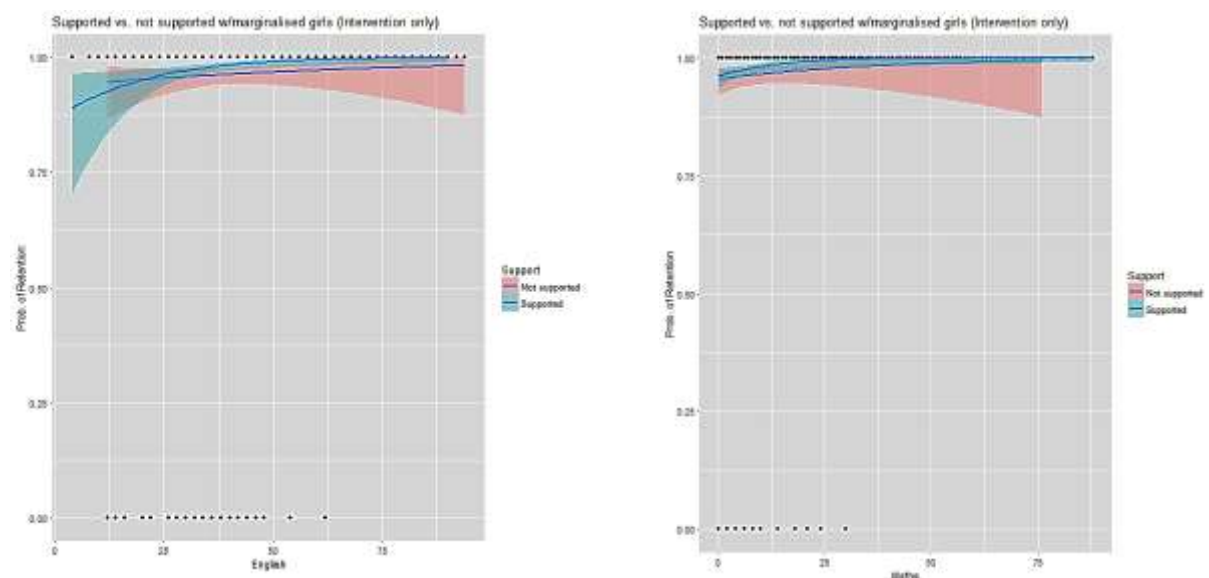 Supported vs. not supported w/marginalised girls (Intervention only)
1.00
0.75
0.50
0.25
0.00
Prob. of Retention
0
25
50
75
English
Support
Not supported
Supported
Supported vs. not supported w/marginalised girls (Intervention only)
1.00
0.75
0.50
0.25
0.00
Prob. of Retention
0
25
50
75
Maths
Support
Not supported
Supported